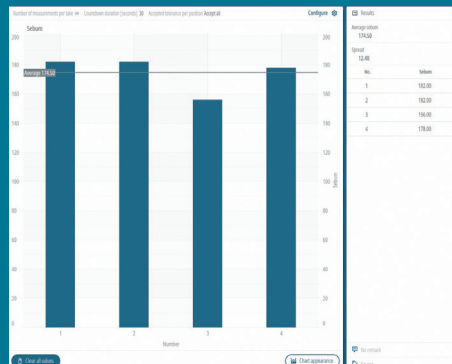 Number of measurements per take ∞ Countdown duration (seconds) 30 Accepted tolerance per position Accept all Configure
Sebum
200 200
180 180
Average 174.50
160 160
140 140
120 120
100 100
Sebum
80 80
60 60
40 40
20 20
0 0
1 2 3 4
Number
Clear all values
Chart appearance
Results
Average sebum
174.50
Spread
12.48
No. Sebum
1 182.00
2 182.00
3 156.00
4 178.00
No remark